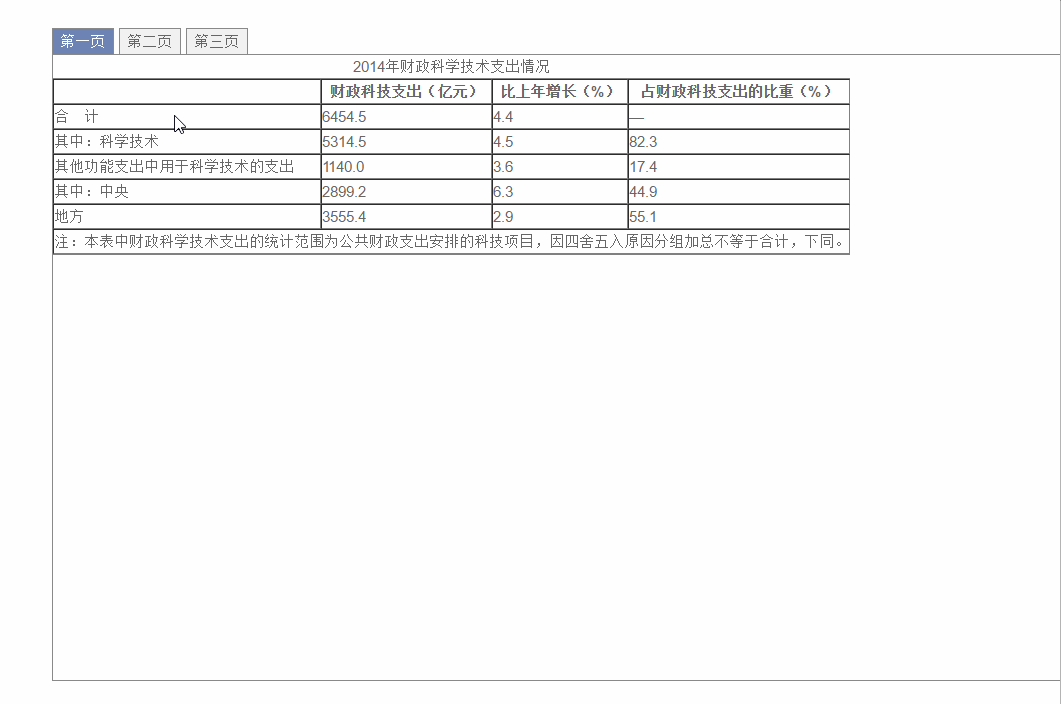 第一页 第二页 第三页
2014年财政科学技术支出情况
财政科技支出（亿元） 比上年增长（%） 占财政科技支出的比重（%）
合 计 6454.5 4.4 —
其中：科学技术 5314.5 4.5 82.3
其他功能支出中用于科学技术的支出 1140.0 3.6 17.4
其中：中央 2899.2 6.3 44.9
地方 3555.4 2.9 55.1
注：本表中财政科学技术支出的统计范围为公共财政支出安排的科技项目，因四舍五入原因分组加总不等于合计，下同。